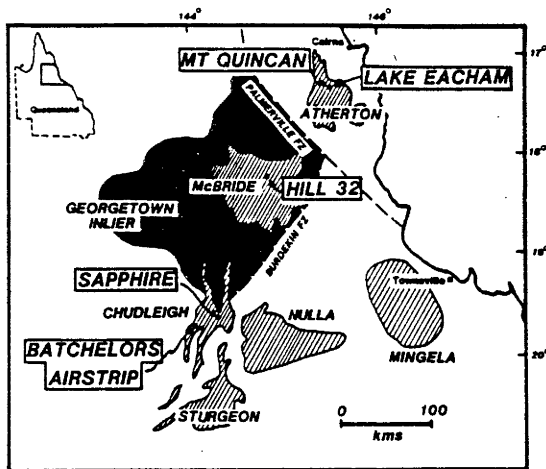 144°
146°
Cairns
17°
MT QUINCAN
LAKE EACHAM
Queensland
ATHERTON
PALMERVILLE FZ
18°
McBRIDE
HILL 32
GEORGETOWN
INLIER
BURDEKIN FZ
19°
SAPPHIRE
Townsville
CHUDLEIGH
NULLA
MINGELA
BATCHELORS
AIRSTRIP
20°
STURGEON
0 100
kms